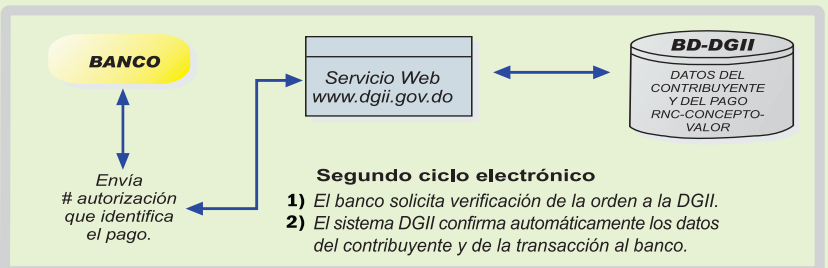 BANCO
Envía
# autorización
que identifica
el pago.
Servicio Web
www.dgii.gov.do
BD-DGII
DATOS DEL
CONTRIBUYENTE
Y DEL PAGO
RNC-CONCEPTO-
VALOR
Segundo ciclo electrónico
1) El banco solicita verificación de la orden a la DGII.
2) El sistema DGII confirma automáticamente los datos
del contribuyente y de la transacción al banco.